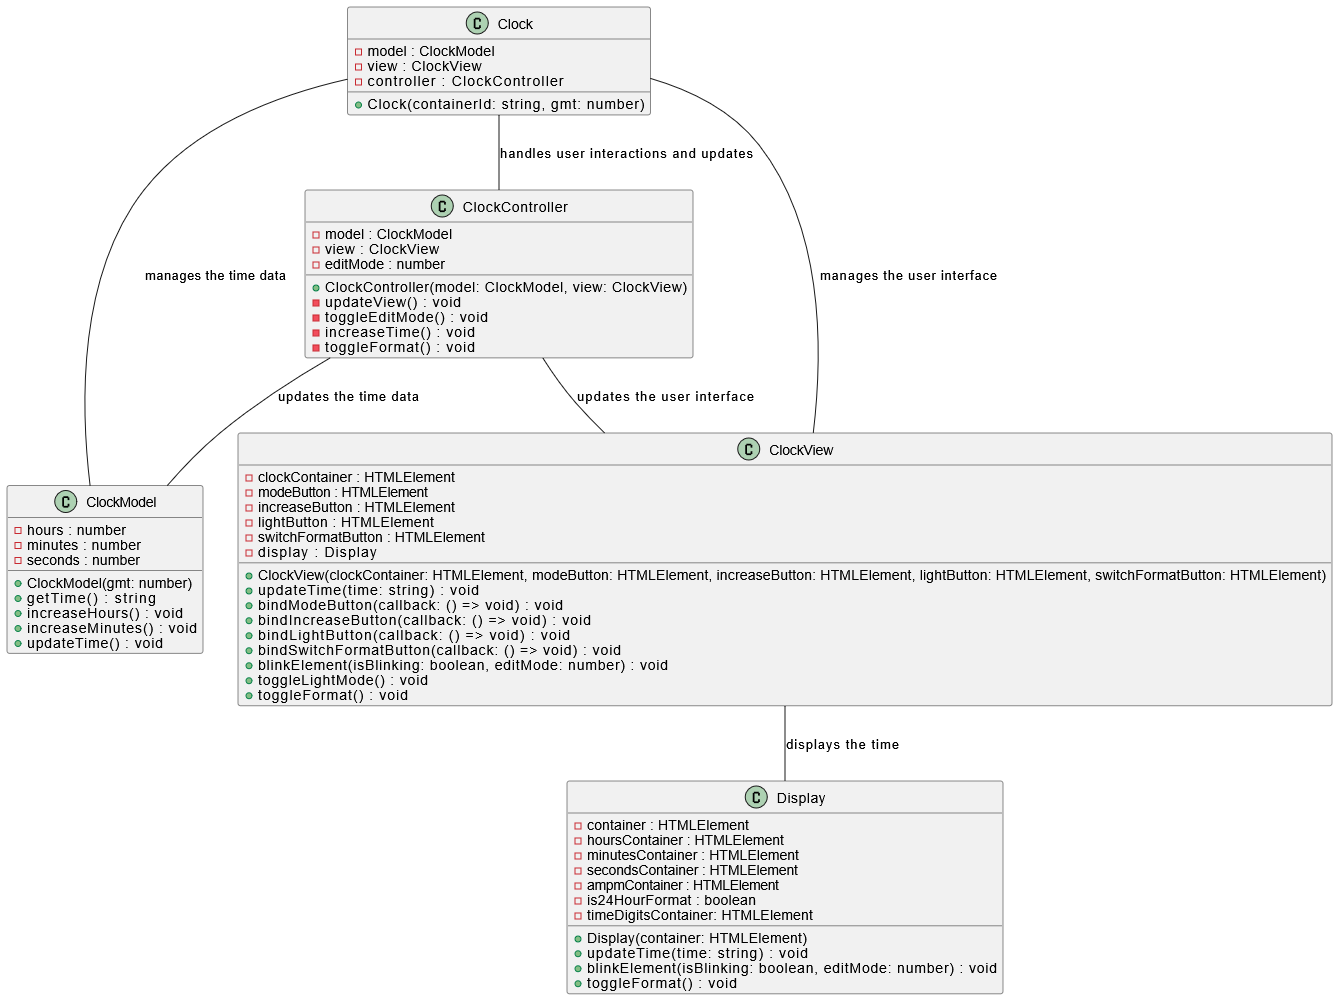 C Clock
model : ClockModel
view : ClockView
controller : ClockController
Clock(containerId: string, gmt: number)
handles user interactions and updates
C ClockController
model : ClockModel
view : ClockView
editMode : number
ClockController(model: ClockModel, view: ClockView)
updateView() : void
toggleEditMode() : void
increaseTime() : void
toggleFormat() : void
manages the time data
manages the user interface
updates the time data
updates the user interface
C ClockModel
hours : number
minutes : number
seconds : number
ClockModel(gmt: number)
getTime() : string
increaseHours() : void
increaseMinutes() : void
updateTime() : void
C ClockView
clockContainer : HTMLElement
modeButton : HTMLElement
increaseButton : HTMLElement
lightButton : HTMLElement
switchFormatButton : HTMLElement
display : Display
ClockView(clockContainer: HTMLElement, modeButton: HTMLElement, increaseButton: HTMLElement, lightButton: HTMLElement, switchFormatButton: HTMLElement)
updateTime(time: string) : void
bindModeButton(callback: () => void) : void
bindIncreaseButton(callback: () => void) : void
bindLightButton(callback: () => void) : void
bindSwitchFormatButton(callback: () => void) : void
blinkElement(isBlinking: boolean, editMode: number) : void
toggleLightMode() : void
toggleFormat() : void
displays the time
C Display
container : HTMLElement
hoursContainer : HTMLElement
minutesContainer : HTMLElement
secondsContainer : HTMLElement
ampmContainer : HTMLElement
is24HourFormat : boolean
timeDigitsContainer: HTMLElement
Display(container: HTMLElement)
updateTime(time: string) : void
blinkElement(isBlinking: boolean, editMode: number) : void
toggleFormat() : void